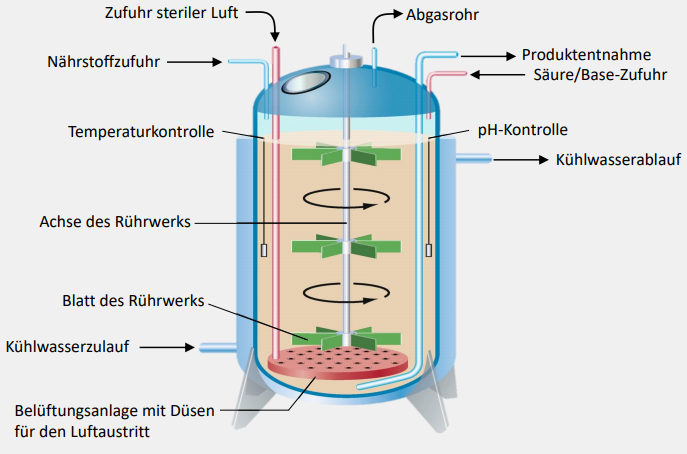 Zufuhr steriler Luft
Abgasrohr
Nährstoffzufuhr
Produktentnahme
Säure/Base-Zufuhr
Temperaturkontrolle
pH-Kontrolle
Kühlwasserablauf
Achse des Rührwerks
Blatt des Rührwerks
Kühlwasserzulauf
Belüftungsanlage mit Düsen
für den Luftaustritt